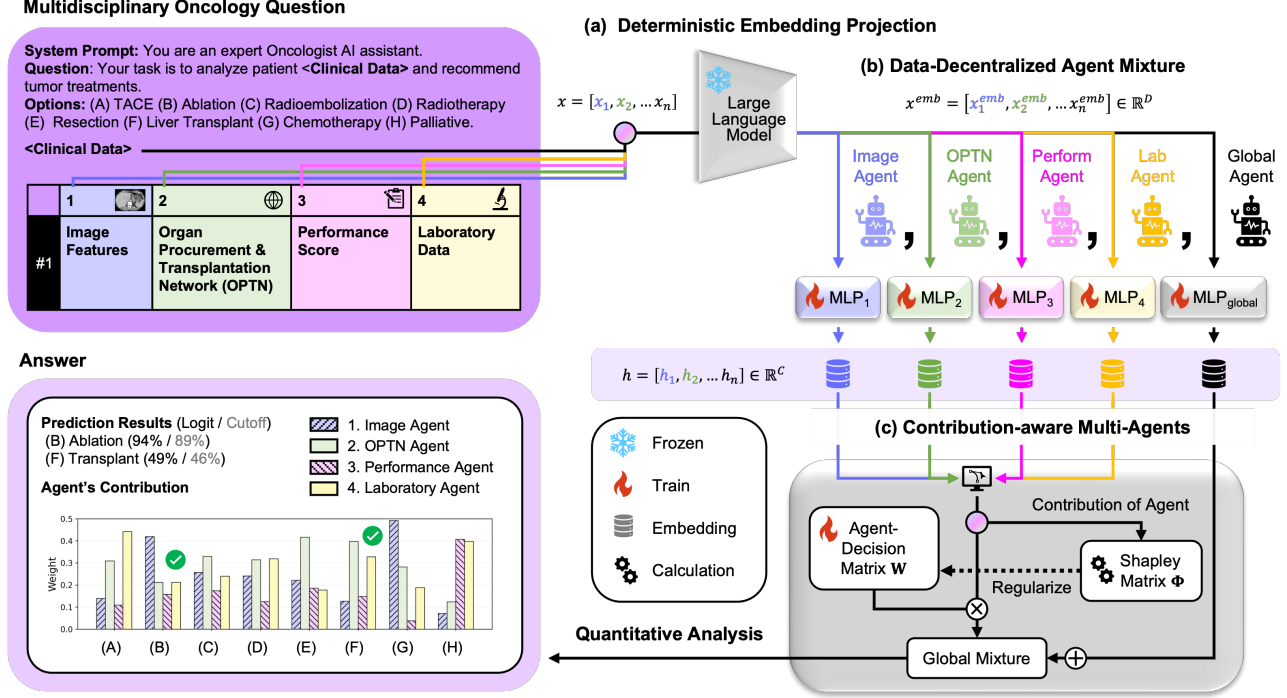 Multidisciplinary Oncology Question
System Prompt: You are an expert Oncologist AI assistant.
Question: Your task is to analyze patient <Clinical Data> and recommend
tumor treatments.
Options: (A) TACE (B) Ablation (C) Radioembolization (D) Radiotherapy
(E) Resection (F) Liver Transplant (G) Chemotherapy (H) Palliative.
<Clinical Data>
1
2
3
4
#1
Image
Features
Organ
Procurement &
Transplantation
Network (OPTN)
Performance
Score
Laboratory
Data
(a) Deterministic Embedding Projection
x = [x₁, x₂, … xₙ]
Large
Language
Model
(b) Data-Decentralized Agent Mixture
x^{emb} = [x₁^{emb}, x₂^{emb}, … xₙ^{emb}] ∈ ℝ^D
Image
Agent
,
OPTN
Agent
,
Perform
Agent
,
Lab
Agent
,
Global
Agent
MLP₁
MLP₂
MLP₃
MLP₄
MLP_{global}
h = [h₁, h₂, … hₙ] ∈ ℝ^C
Frozen
Train
Embedding
Calculation
(c) Contribution-aware Multi-Agents
Contribution of Agent
Agent-
Decision
Matrix W
Shapley
Matrix Φ
Regularize
Global Mixture
Quantitative Analysis
Answer
Prediction Results (Logit / Cutoff)
(B) Ablation (94% / 89%)
(F) Transplant (49% / 46%)
Agent's Contribution
1. Image Agent
2. OPTN Agent
3. Performance Agent
4. Laboratory Agent
Weight
0.5
0.4
0.3
0.2
0.1
0.0
(A) (B) (C) (D) (E) (F) (G) (H)